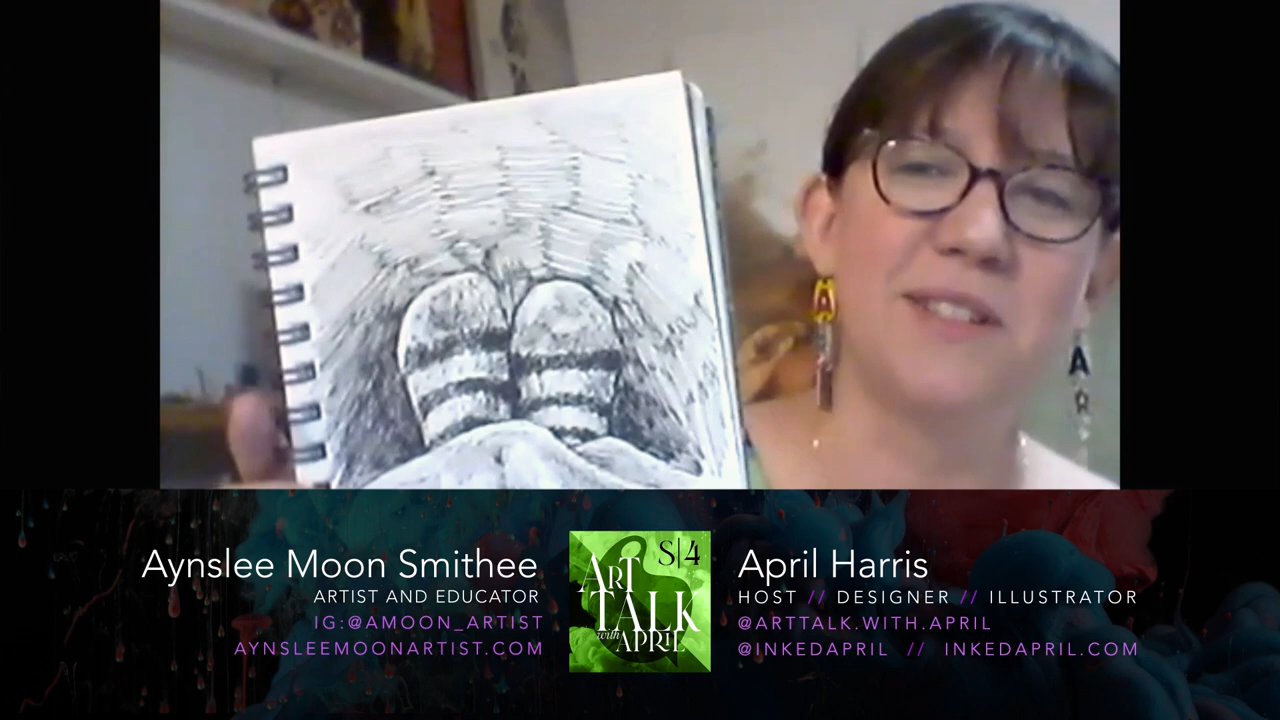 Aynslee Moon Smithee
ARTIST AND EDUCATOR
IG:@AMOON_ARTIST
AYNSLEEMOONARTIST.COM
S|4
ART
TALK
with APRIL
April Harris
HOST // DESIGNER // ILLUSTRATOR
@ARTTALK.WITH.APRIL
@INKEDAPRIL // INKEDAPRIL.COM
A
A
R